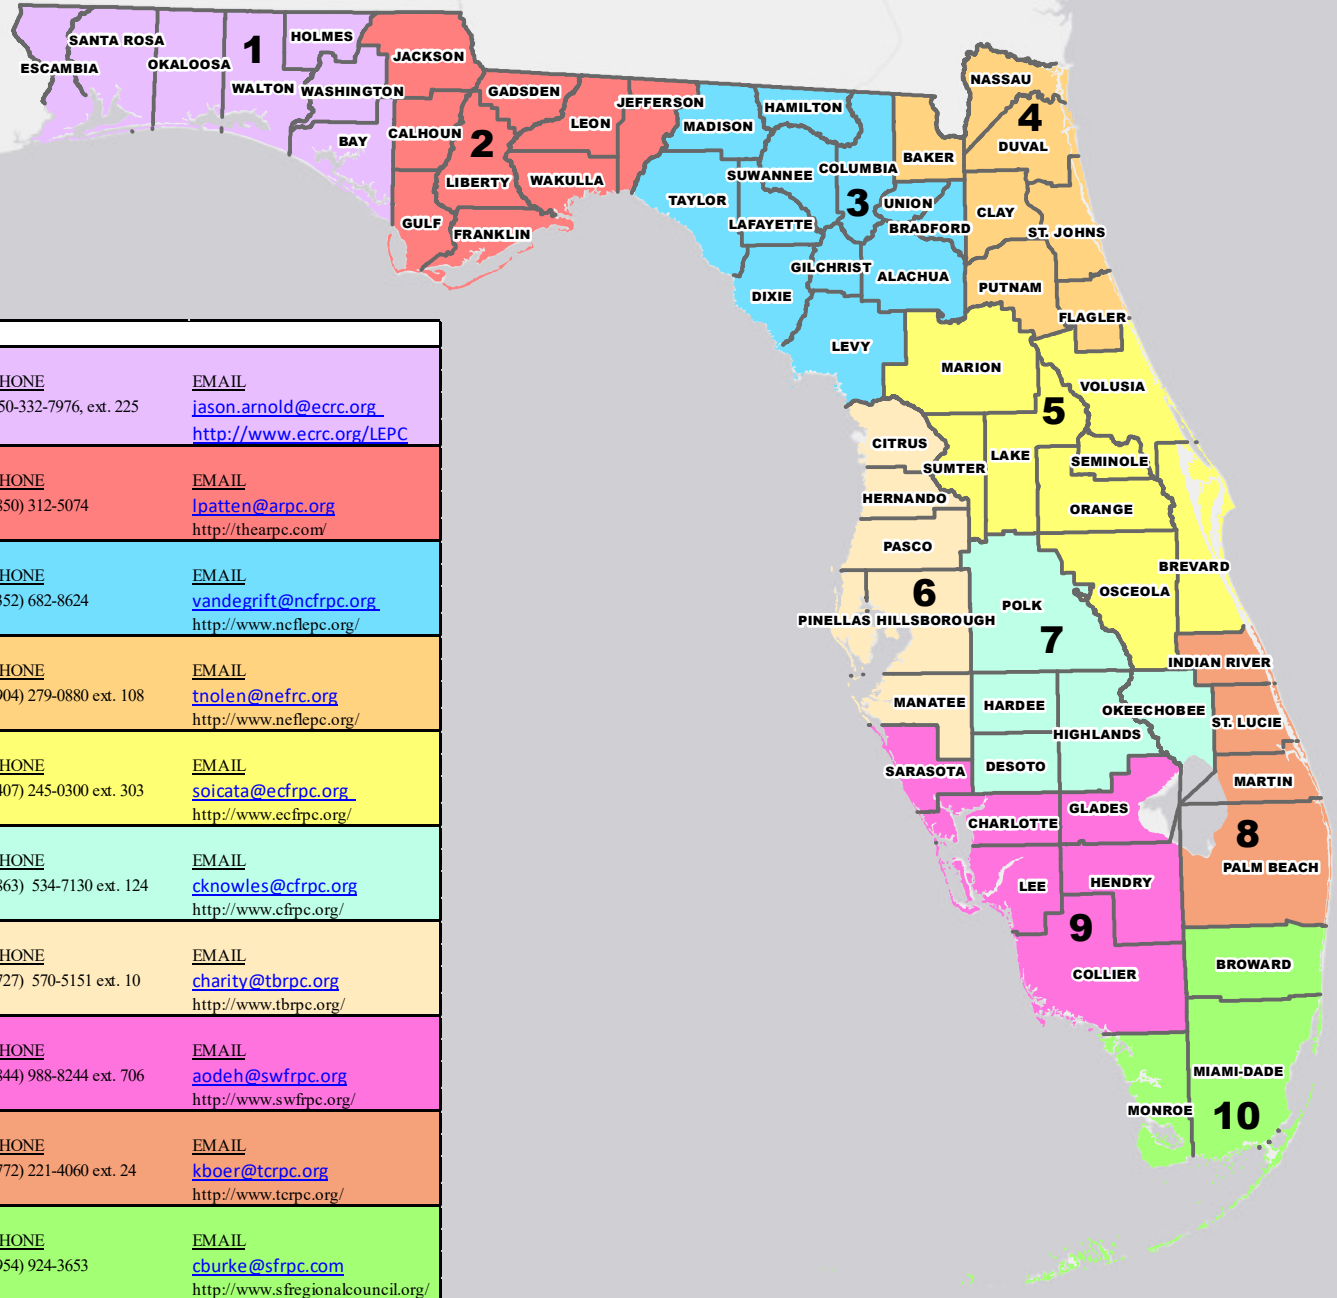 SANTA ROSA
ESCAMBIA
OKALOOSA
1
WALTON
HOLMES
WASHINGTON
BAY
JACKSON
CALHOUN
GULF
GADSDEN
2
LIBERTY
FRANKLIN
LEON
WAKULLA
JEFFERSON
MADISON
TAYLOR
HAMILTON
SUWANNEE
LAFAYETTE
DIXIE
COLUMBIA
3
GILCHRIST
LEVY
UNION
BRADFORD
ALACHUA
BAKER
NASSAU
4
DUVAL
CLAY
ST. JOHNS
PUTNAM
FLAGLER
MARION
VOLUSIA
5
LAKE
SUMTER
SEMINOLE
ORANGE
BREVARD
OSCEOLA
CITRUS
HERNANDO
PASCO
6
PINELLAS
HILLSBOROUGH
MANATEE
POLK
7
HARDEE
HIGHLANDS
OKEECHOBEE
DESOTO
INDIAN RIVER
ST. LUCIE
MARTIN
8
PALM BEACH
SARASOTA
CHARLOTTE
GLADES
LEE
HENDRY
9
COLLIER
BROWARD
MIAMI-DADE
MONROE
10
HONE EMAIL
50-332-7976, ext. 225 jason.arnold@ecrc.org
http://www.ecrc.org/LEPC
HONE EMAIL
850) 312-5074 lpatten@arpc.org
http://thearpc.com/
HONE EMAIL
352) 682-8624 vandegrift@ncfrpc.org
http://www.ncflepc.org/
HONE EMAIL
904) 279-0880 ext. 108 tnolen@nefrc.org
http://www.neflepc.org/
HONE EMAIL
407) 245-0300 ext. 303 soicata@ecfrpc.org
http://www.ecfrpc.org/
HONE EMAIL
863) 534-7130 ext. 124 cknowles@cfrpc.org
http://www.cfrpc.org/
HONE EMAIL
727) 570-5151 ext. 10 charity@tbrpc.org
http://www.tbrpc.org/
HONE EMAIL
844) 988-8244 ext. 706 aodeh@swfrpc.org
http://www.swfrpc.org/
HONE EMAIL
772) 221-4060 ext. 24 kboer@tcrpc.org
http://www.tcrpc.org/
HONE EMAIL
954) 924-3653 cburke@sfrpc.com
http://www.sfregionalcouncil.org/